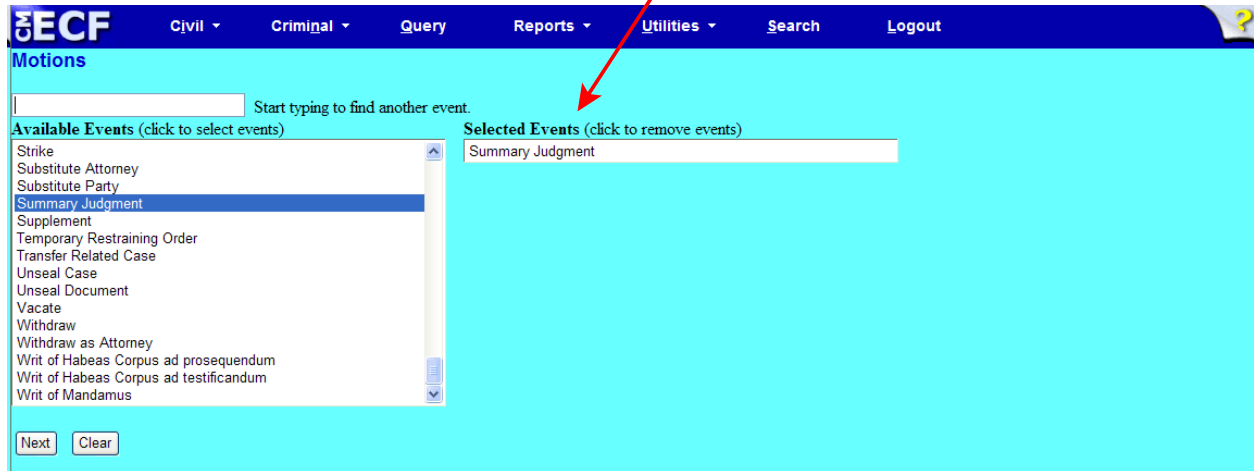 CM ECF Civil Criminal Query Reports Utilities Search Logout ?
Motions
Start typing to find another event.
Available Events (click to select events) Selected Events (click to remove events)
Strike Summary Judgment
Substitute Attorney
Substitute Party
Summary Judgment
Supplement
Temporary Restraining Order
Transfer Related Case
Unseal Case
Unseal Document
Vacate
Withdraw
Withdraw as Attorney
Writ of Habeas Corpus ad prosequendum
Writ of Habeas Corpus ad testificandum
Writ of Mandamus
Next Clear